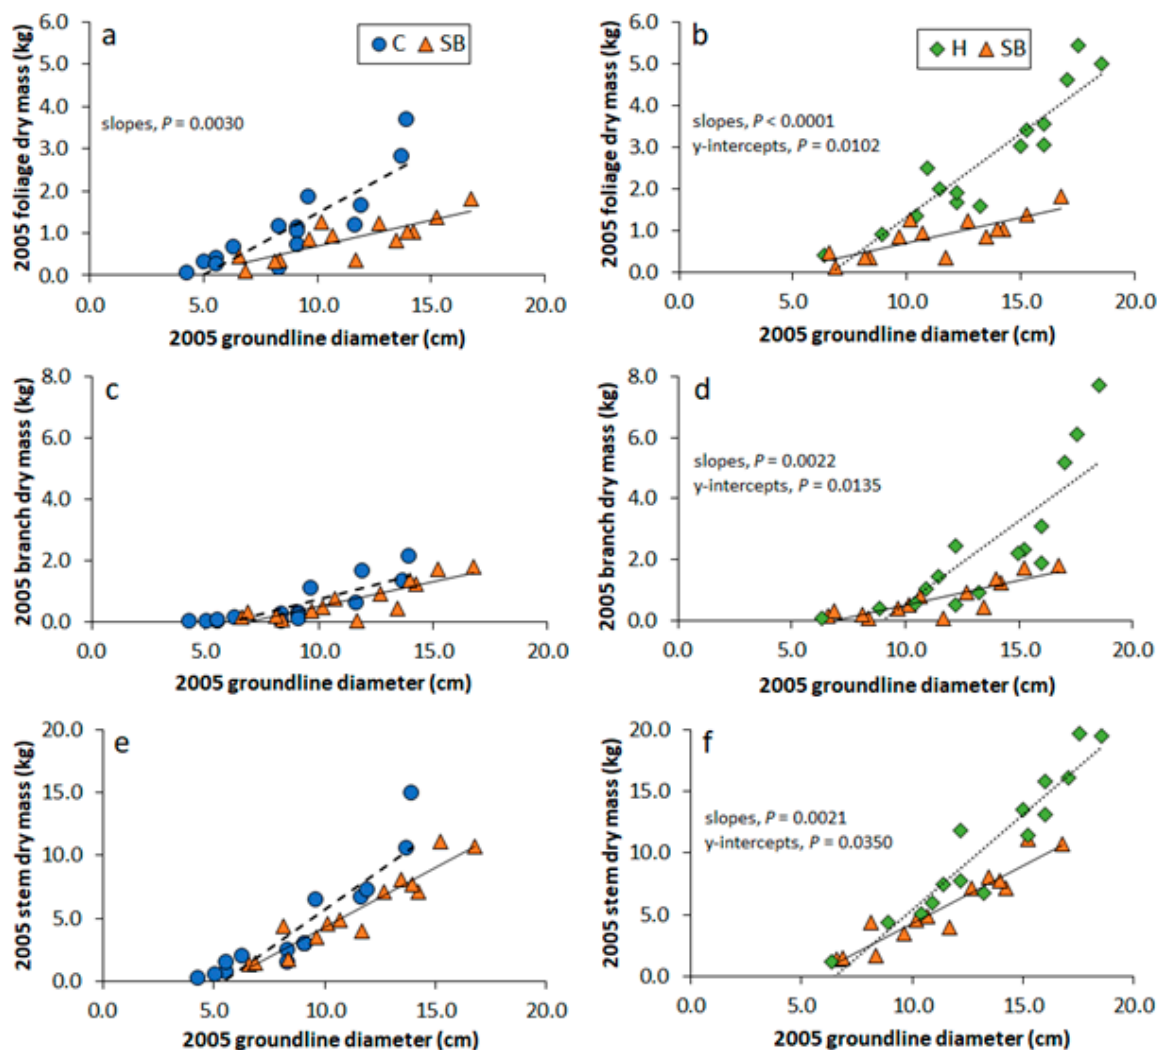 a
C SB
2005 foliage dry mass (kg)
6.0
5.0
4.0
3.0
2.0
1.0
0.0
slopes, P = 0.0030
0.0 5.0 10.0 15.0 20.0
2005 groundline diameter (cm)
b
H SB
2005 foliage dry mass (kg)
6.0
5.0
4.0
3.0
2.0
1.0
0.0
slopes, P < 0.0001
y-intercepts, P = 0.0102
0.0 5.0 10.0 15.0 20.0
2005 groundline diameter (cm)
c
2005 branch dry mass (kg)
8.0
6.0
4.0
2.0
0.0
0.0 5.0 10.0 15.0 20.0
2005 groundline diameter (cm)
d
2005 branch dry mass (kg)
8.0
6.0
4.0
2.0
0.0
slopes, P = 0.0022
y-intercepts, P = 0.0135
0.0 5.0 10.0 15.0 20.0
2005 groundline diameter (cm)
e
2005 stem dry mass (kg)
20.0
15.0
10.0
5.0
0.0
0.0 5.0 10.0 15.0 20.0
2005 groundline diameter (cm)
f
2005 stem dry mass (kg)
20.0
15.0
10.0
5.0
0.0
slopes, P = 0.0021
y-intercepts, P = 0.0350
0.0 5.0 10.0 15.0 20.0
2005 groundline diameter (cm)